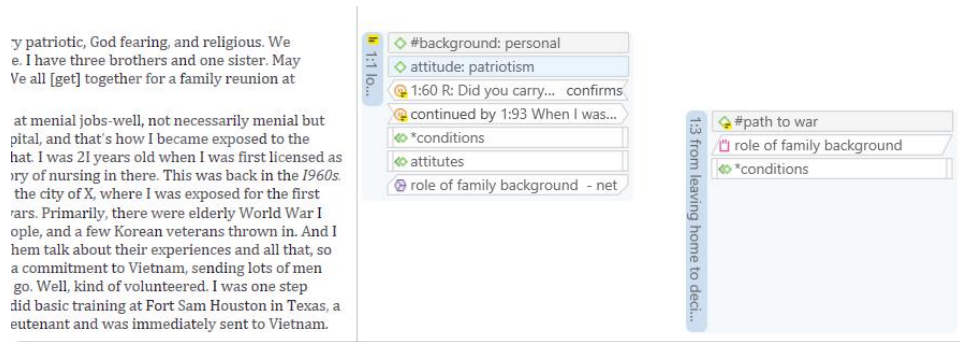 ry patriotic, God fearing, and religious. We
e. I have three brothers and one sister. May
We all [get] together for a family reunion at
at menial jobs-well, not necessarily menial but
pital, and that's how I became exposed to the
hat. I was 2I years old when I was first licensed as
ory of nursing in there. This was back in the 1960s.
the city of X, where I was exposed for the first
vars. Primarily, there were elderly World War I
ople, and a few Korean veterans thrown in. And I
hem talk about their experiences and all that, so
a commitment to Vietnam, sending lots of men
go. Well, kind of volunteered. I was one step
did basic training at Fort Sam Houston in Texas, a
eutenant and was immediately sent to Vietnam.
1:1 lo...
#background: personal
attitude: patriotism
1:60 R: Did you carry... confirms
continued by 1:93 When I was...
*conditions
attitutes
role of family background - net
1:3 from leaving home to deci...
#path to war
role of family background
*conditions